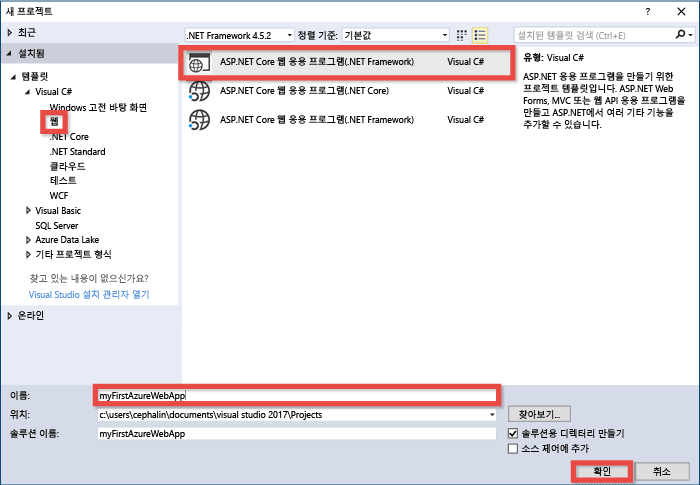 새 프로젝트
최근
.NET Framework 4.5.2 정렬 기준: 기본값
설치된 템플릿 검색 (Ctrl+E)
설치됨
템플릿
Visual C#
Windows 고전 바탕 화면
웹
.NET Core
.NET Standard
클라우드
테스트
WCF
Visual Basic
SQL Server
Azure Data Lake
기타 프로젝트 형식
찾고 있는 내용이 없으신가요?
Visual Studio 설치 관리자 열기
온라인
ASP.NET Core 웹 응용 프로그램(.NET Framework) Visual C#
ASP.NET Core 웹 응용 프로그램(.NET Core) Visual C#
ASP.NET Core 웹 응용 프로그램(.NET Framework) Visual C#
유형: Visual C#
ASP.NET 응용 프로그램을 만들기 위한
프로젝트 템플릿입니다. ASP.NET Web
Forms, MVC 또는 웹 API 응용 프로그램을
만들고 ASP.NET에서 여러 기타 기능을
추가할 수 있습니다.
이름: myFirstAzureWebApp
위치: c:\users\cephalin\documents\visual studio 2017\Projects
찾아보기...
솔루션 이름: myFirstAzureWebApp
솔루션용 디렉터리 만들기
소스 제어에 추가
확인 취소